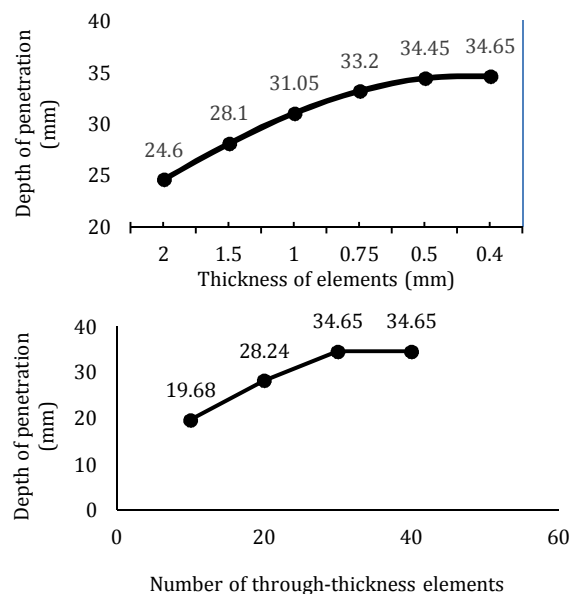 40
35
30
25
20
Depth of penetration
(mm)
24.6
28.1
31.05
33.2
34.45
34.65
2 1.5 1 0.75 0.5 0.4
Thickness of elements (mm)
40
30
20
10
0
Depth of penetration
(mm)
19.68
28.24
34.65
34.65
0 20 40 60
Number of through-thickness elements